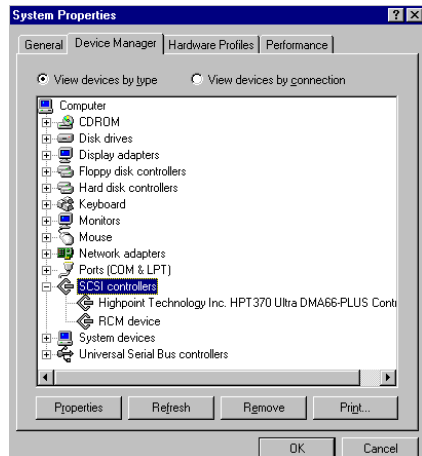 System Properties
General Device Manager Hardware Profiles Performance
View devices by type View devices by connection
Computer
CDROM
Disk drives
Display adapters
Floppy disk controllers
Hard disk controllers
Keyboard
Monitors
Mouse
Network adapters
Ports (COM & LPT)
SCSI controllers
Highpoint Technology Inc. HPT370 Ultra DMA66-PLUS Contr
RCM device
System devices
Universal Serial Bus controllers
Properties Refresh Remove Print...
OK Cancel